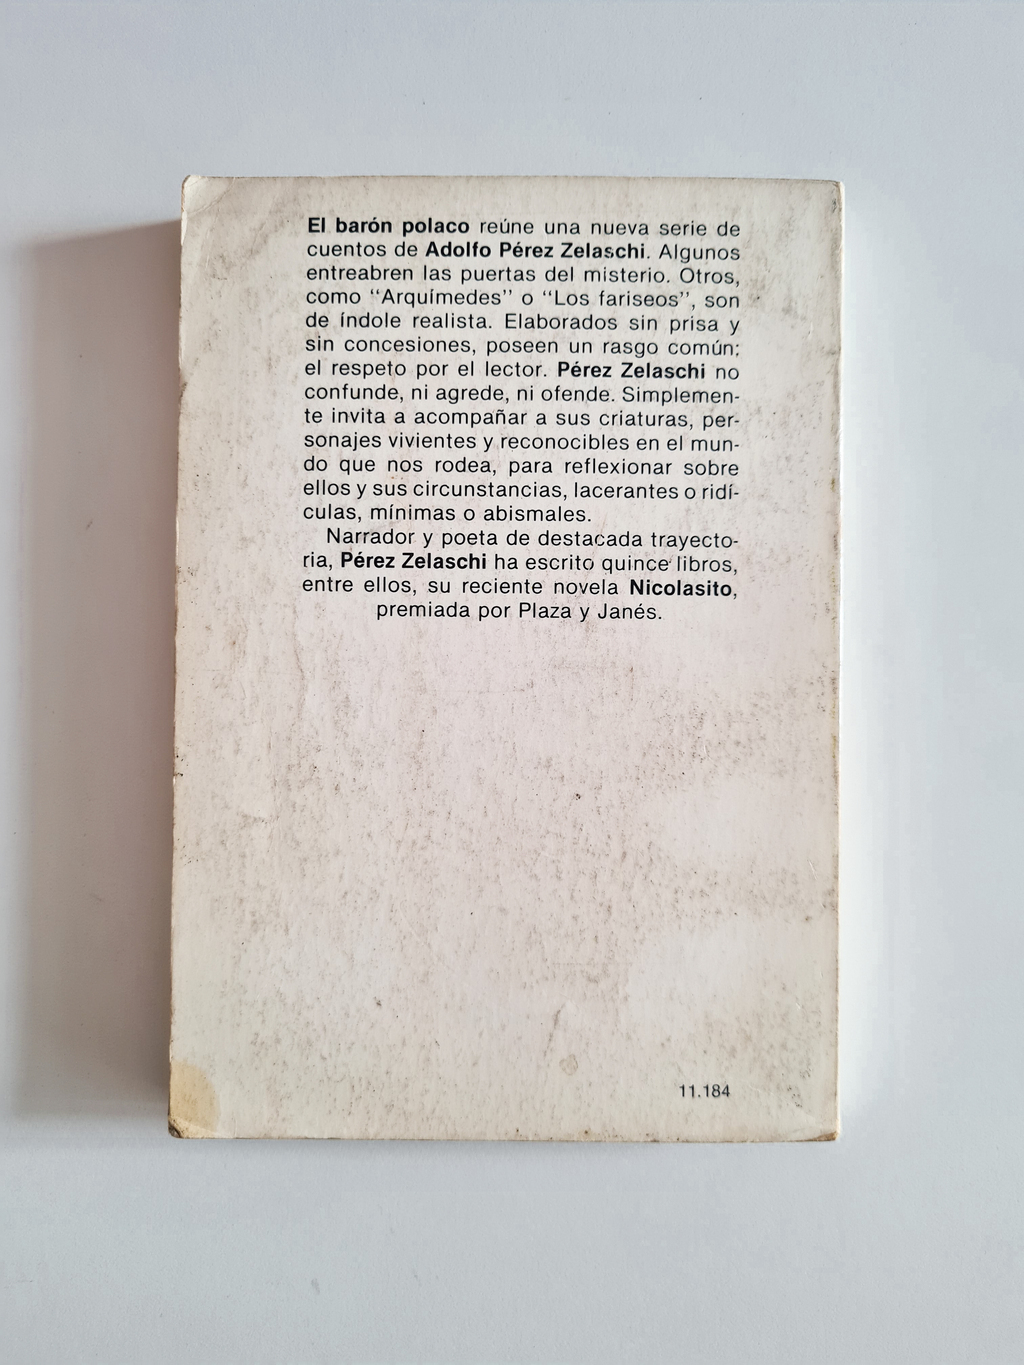 El barón polaco reúne una nueva serie de
cuentos de Adolfo Pérez Zelaschi. Algunos
entreabren las puertas del misterio. Otros,
como "Arquímedes" o "Los fariseos", son
de índole realista. Elaborados sin prisa y
sin concesiones, poseen un rasgo común:
el respeto por el lector. Pérez Zelaschi no
confunde, ni agrede, ni ofende. Simplemen-
te invita a acompañar a sus criaturas, per-
sonajes vivientes y reconocibles en el mun-
do que nos rodea, para reflexionar sobre
ellos y sus circunstancias, lacerantes o ridí-
culas, mínimas o abismales.
Narrador y poeta de destacada trayecto-
ria, Pérez Zelaschi ha escrito quince libros,
entre ellos, su reciente novela Nicolasito,
premiada por Plaza y Janés.
11.184